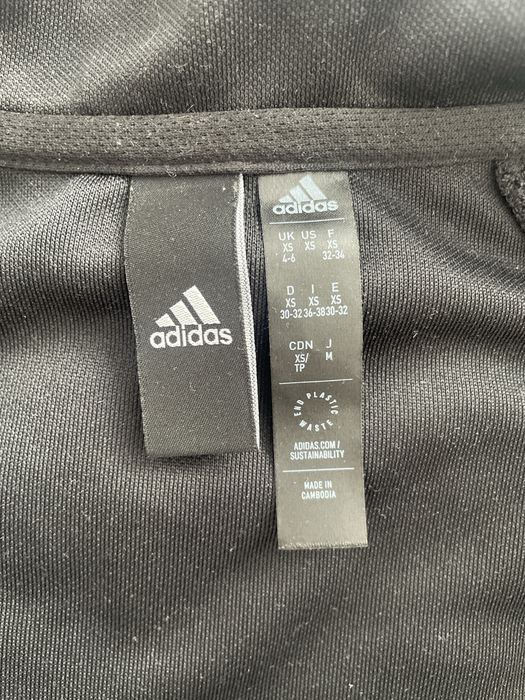 adidas
adidas
UK US F
XS XS XS
4-6 32-34
D I E
XS XS XS
30-32 36-38 30-32
CDN J
XS/ M
TP
END PLASTIC WASTE
ADIDAS.COM/
SUSTAINABILITY
MADE IN
CAMBODIA